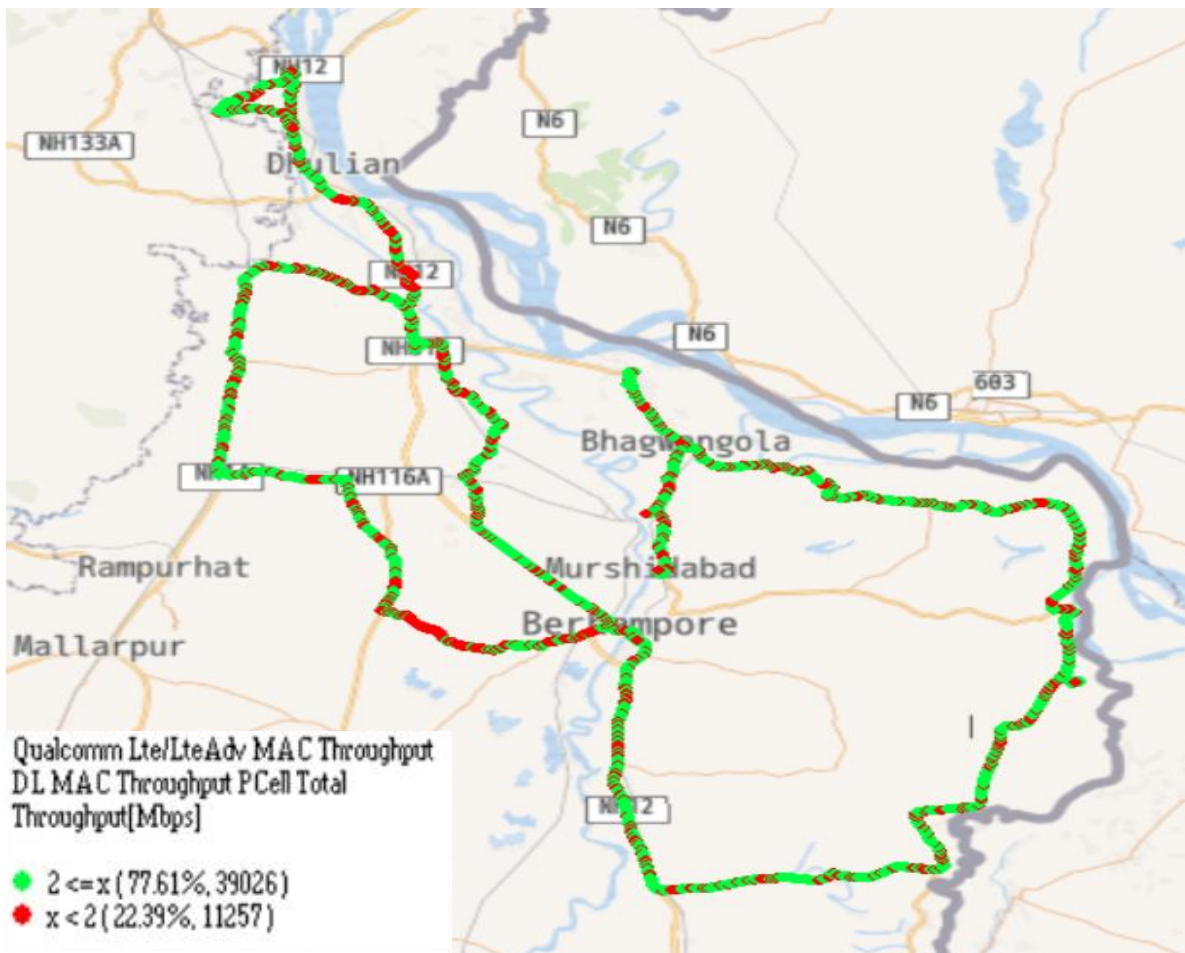 NH12
NH133A
N6
Dhulian
N6
NH12
N6
603
N6
Bhagwangola
NH116A
Rampurhat
Murshidabad
Berhampore
Mallarpur
NH12
Qualcomm Lte/LteAdv MAC Throughput
DL MAC Throughput PCell Total
Throughput[Mbps]
2 <=x ( 77.61%, 39026)
x < 2 ( 22.39%, 11257)